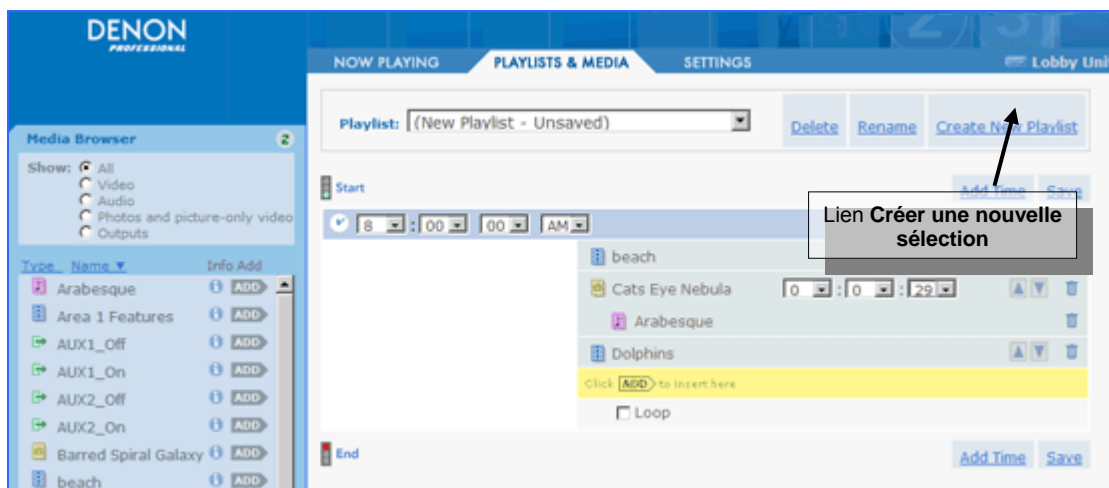 DENON
PROFESSIONAL
NOW PLAYING PLAYLISTS & MEDIA SETTINGS Lobby Uni
Playlist: (New Playlist - Unsaved) Delete Rename Create New Playlist
Media Browser 2
Show: All
Video
Audio
Photos and picture-only video
Outputs
Type Name Info Add
Arabesque ADD
Area 1 Features ADD
AUX1_Off ADD
AUX1_On ADD
AUX2_Off ADD
AUX2_On ADD
Barred Spiral Galaxy ADD
beach ADD
Start Add Time Save
Lien Créer une nouvelle
sélection
8 : 00 00 AM
beach
Cats Eye Nebula 0 : 0 : 29
Arabesque
Dolphins
Click ADD to insert here
Loop
End Add Time Save